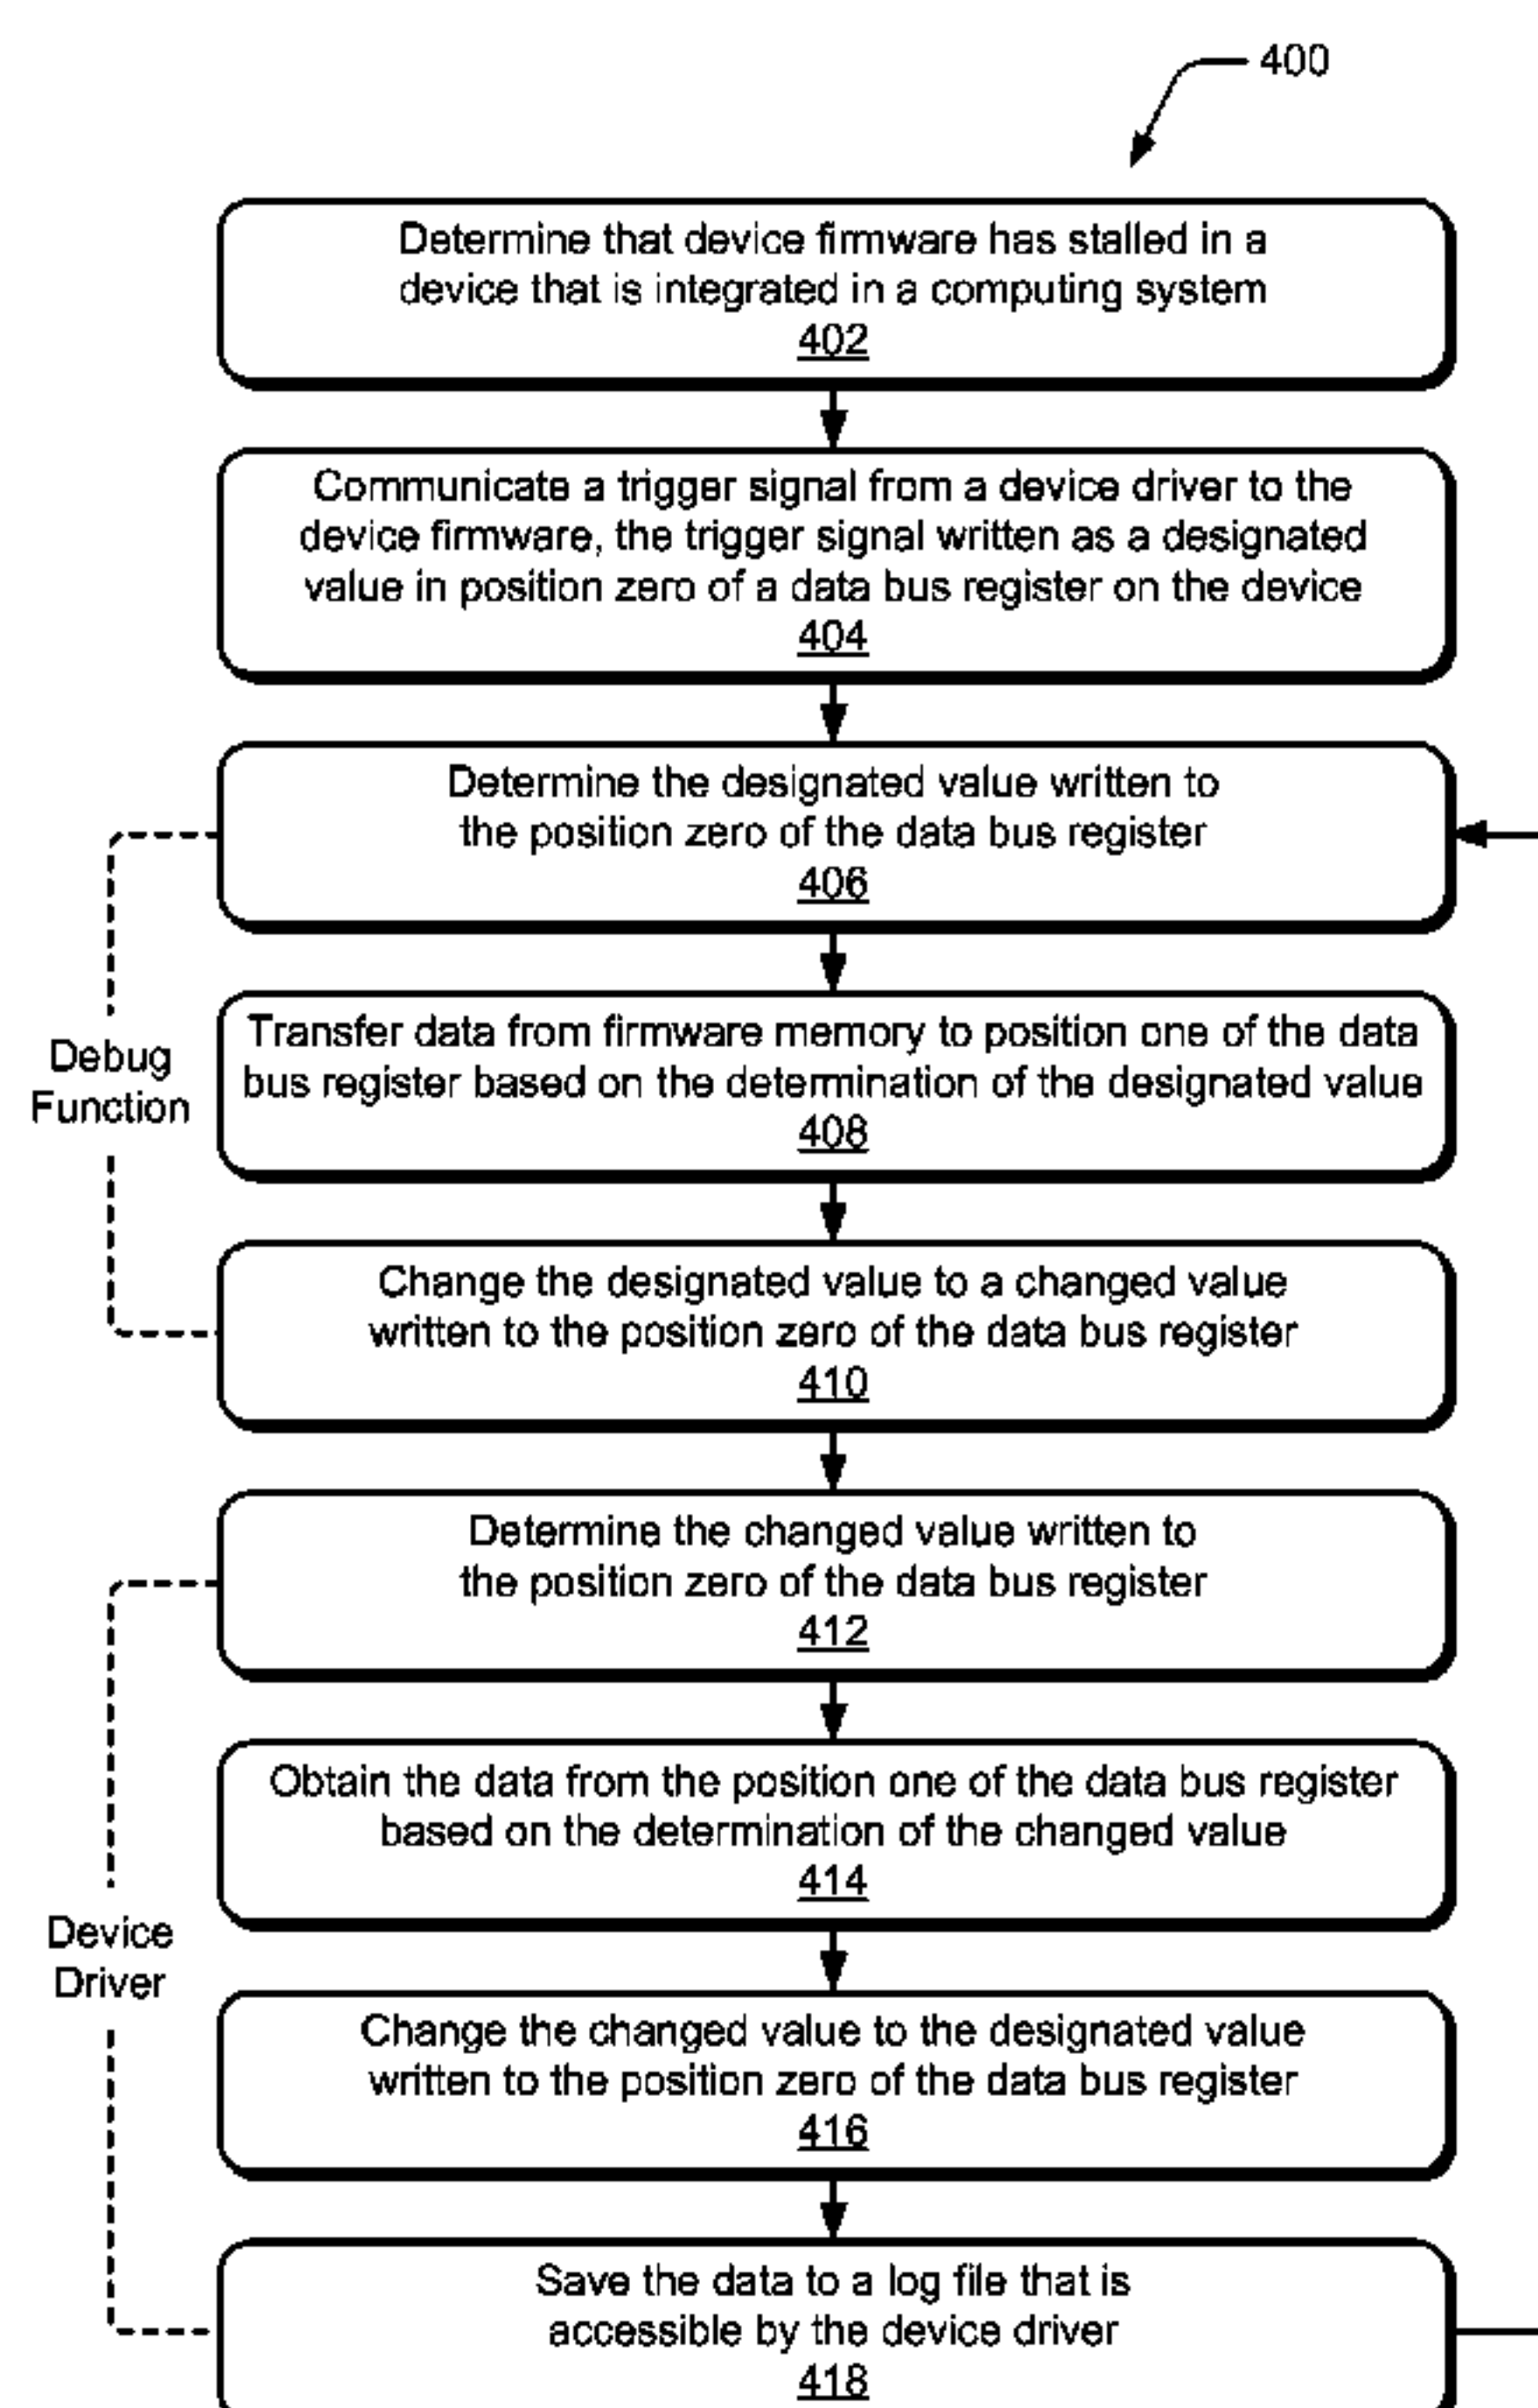 400
Determine that device firmware has stalled in a
device that is integrated in a computing system
402
Communicate a trigger signal from a device driver to the
device firmware, the trigger signal written as a designated
value in position zero of a data bus register on the device
404
Determine the designated value written to
the position zero of the data bus register
406
Debug
Function
Transfer data from firmware memory to position one of the data
bus register based on the determination of the designated value
408
Change the designated value to a changed value
written to the position zero of the data bus register
410
Determine the changed value written to
the position zero of the data bus register
412
Obtain the data from the position one of the data bus register
based on the determination of the changed value
414
Device
Driver
Change the changed value to the designated value
written to the position zero of the data bus register
416
Save the data to a log file that is
accessible by the device driver
418